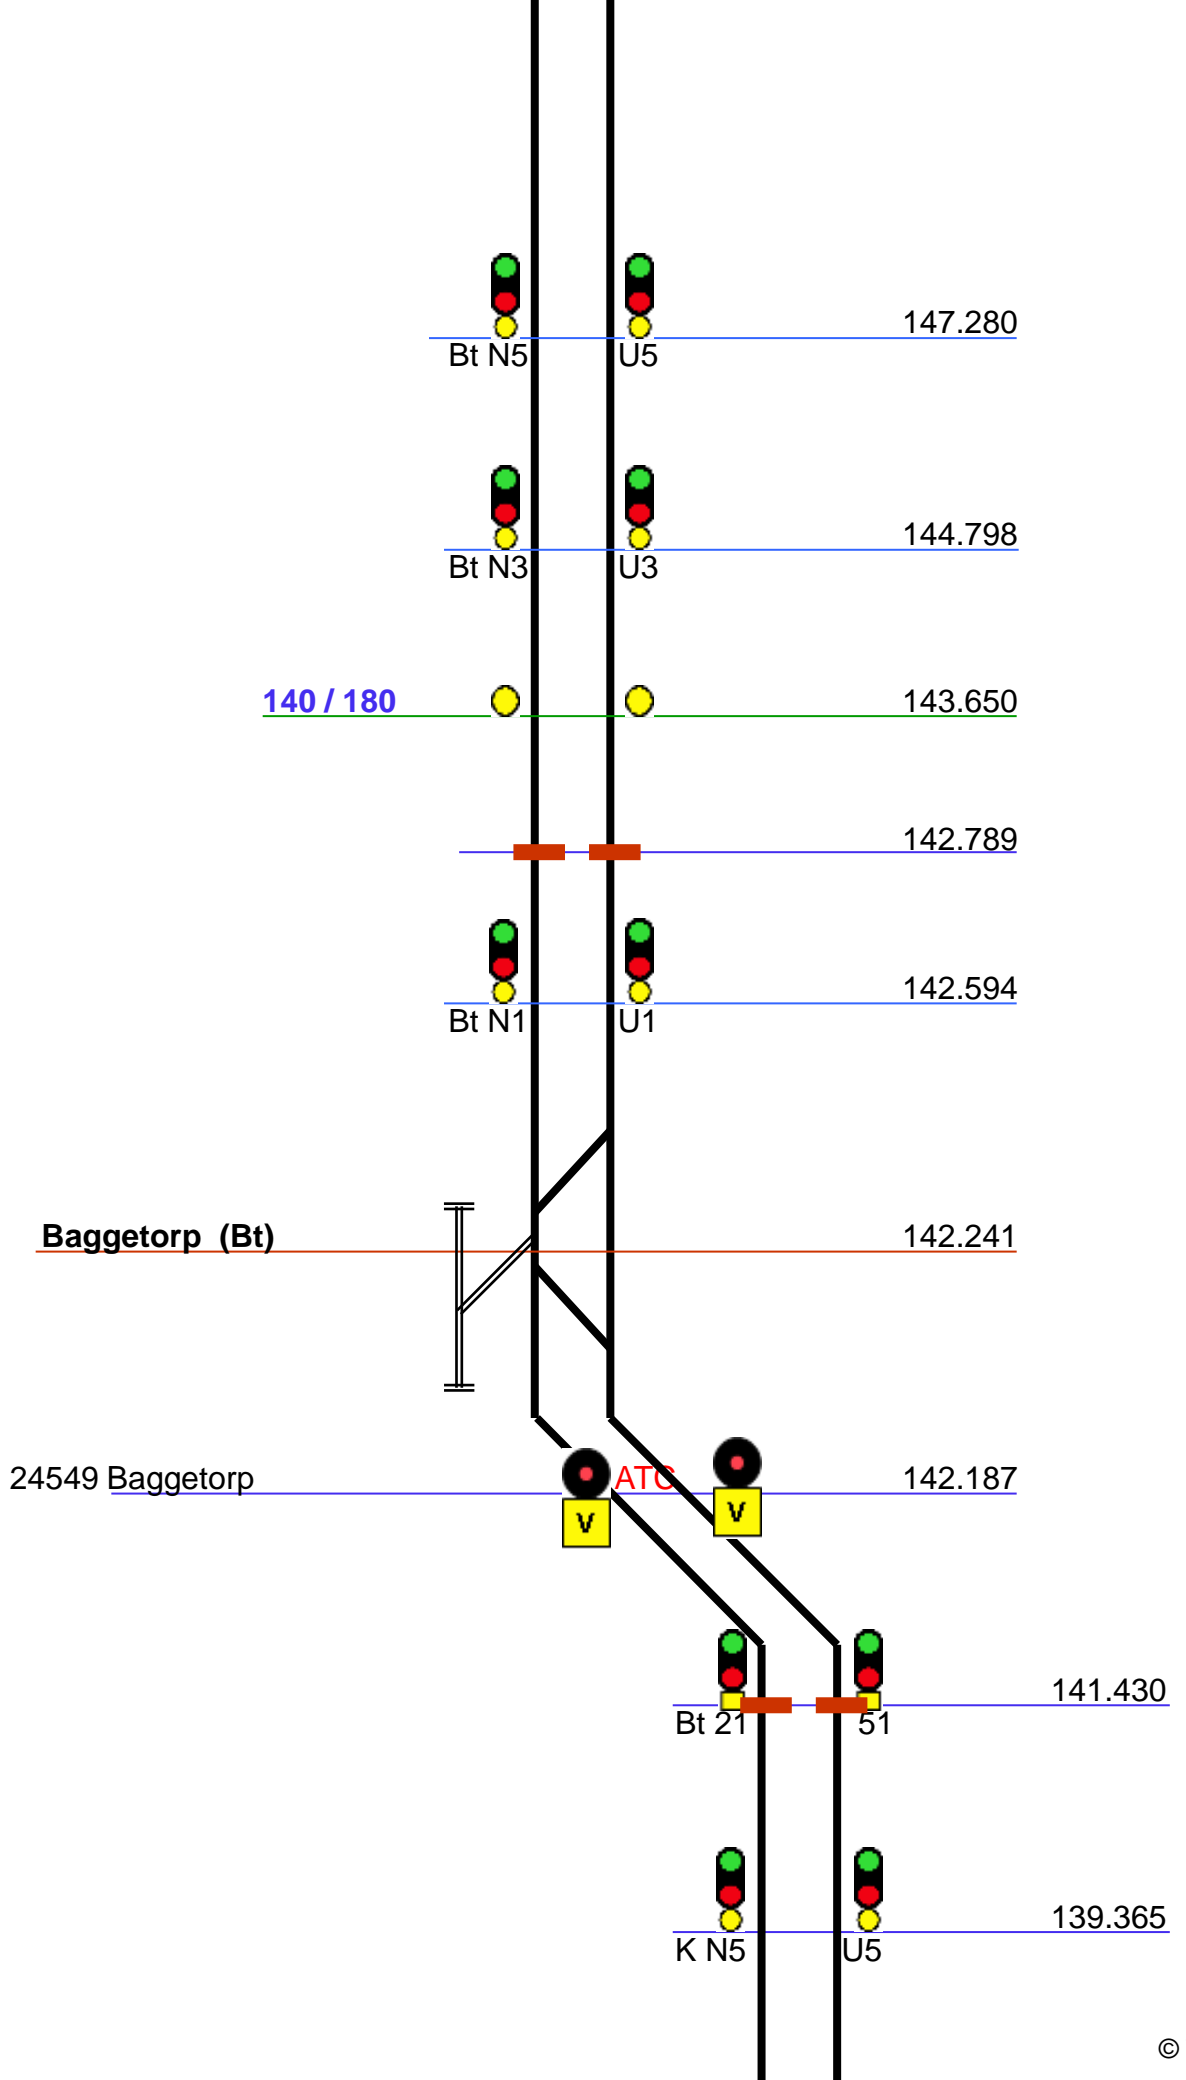 147.280
Bt N5 U5
144.798
Bt N3 U3
140 / 180 143.650
142.789
142.594
Bt N1 U1
Baggetorp (Bt) 142.241
24549 Baggetorp ATC 142.187
V V
141.430
Bt 21 51
139.365
K N5 U5
©